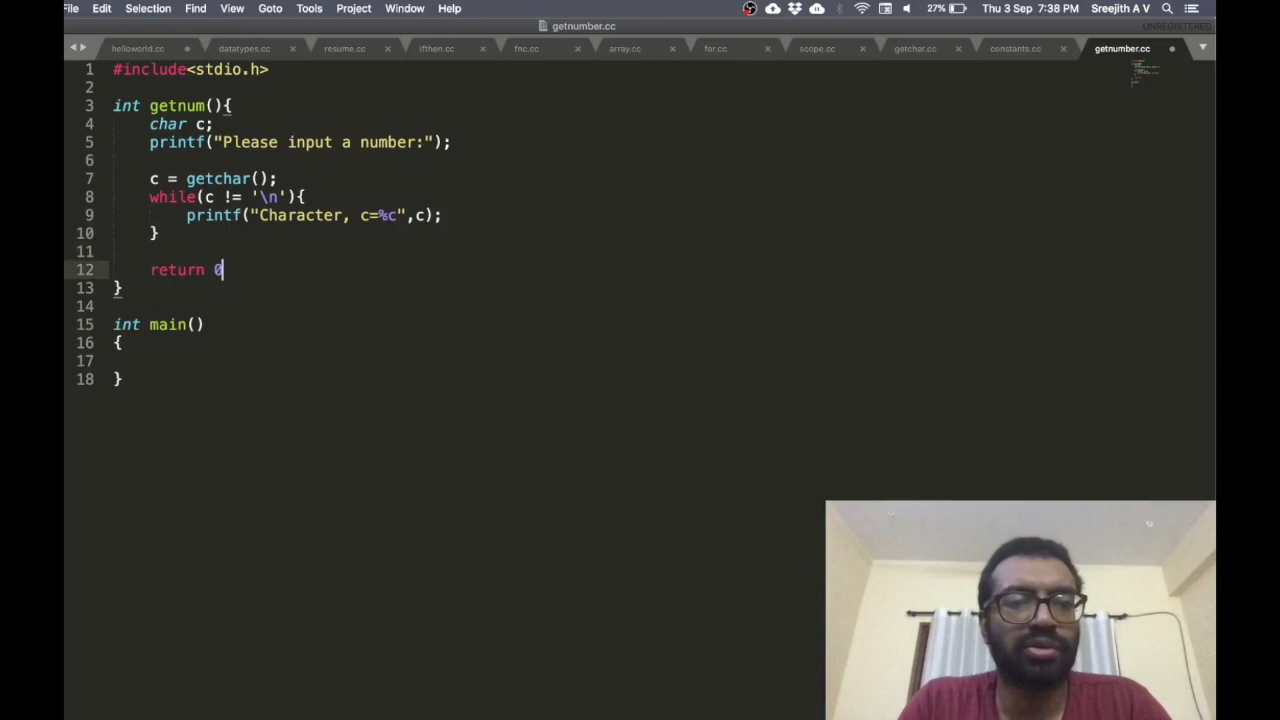 File Edit Selection Find View Goto Tools Project Window Help 27% Thu 3 Sep 7:38 PM Sreejith A V
getnumber.cc UNREGISTERED
helloworld.cc datatypes.cc resume.cc ifthen.cc fnc.cc array.cc for.cc scope.cc getchar.cc constants.cc getnumber.cc
1 #include<stdio.h>
2
3 int getnum(){
4 char c;
5 printf("Please input a number:");
6
7 c = getchar();
8 while(c != '\n'){
9 printf("Character, c=%c",c);
10 }
11
12 return 0
13 }
14
15 int main()
16 {
17
18 }